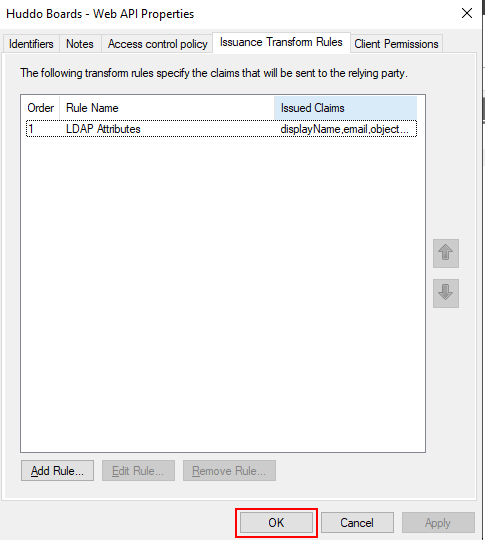 Huddo Boards - Web API Properties
Identifiers Notes Access control policy Issuance Transform Rules Client Permissions
The following transform rules specify the claims that will be sent to the relying party.
Order Rule Name Issued Claims
1 LDAP Attributes displayName,email,object...
Add Rule... Edit Rule... Remove Rule...
OK Cancel Apply